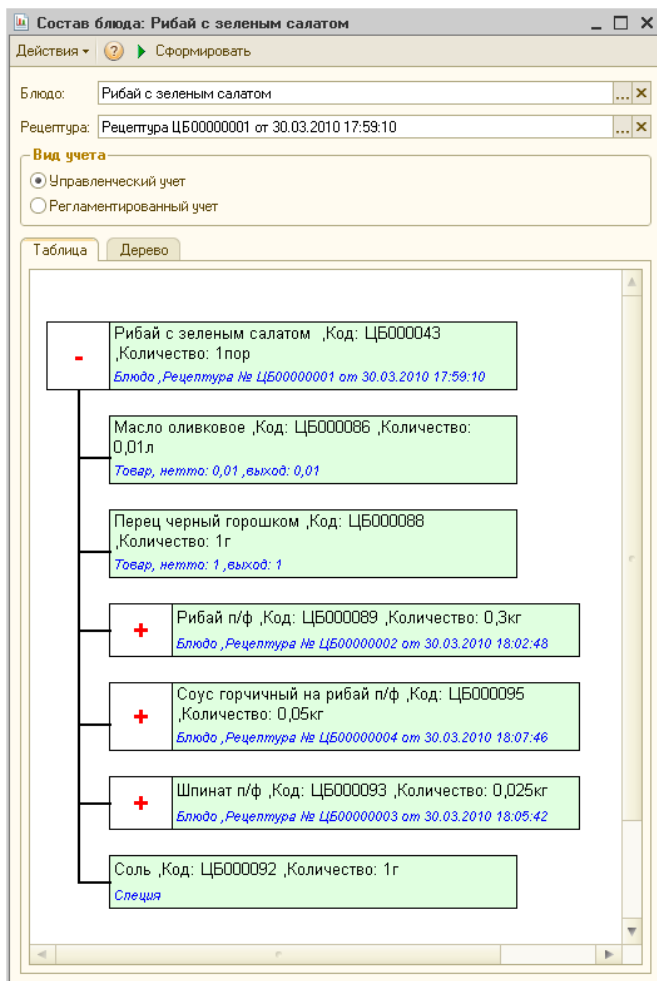 Состав блюда: Рибай с зеленым салатом
Действия ? Сформировать
Блюдо: Рибай с зеленым салатом ...
Рецептура: Рецептура ЦБ00000001 от 30.03.2010 17:59:10 ...
Вид учета
Управленческий учет
Регламентированный учет
Таблица Дерево
- Рибай с зеленым салатом ,Код: ЦБ000043
,Количество: 1пор
Блюдо ,Рецептура № ЦБ00000001 от 30.03.2010 17:59:10
Масло оливковое ,Код: ЦБ000086 ,Количество:
0,01л
Товар, нетто: 0,01 ,выход: 0,01
Перец черный горошком ,Код: ЦБ000088
,Количество: 1г
Товар, нетто: 1 ,выход: 1
+ Рибай п/ф ,Код: ЦБ000089 ,Количество: 0,3кг
Блюдо ,Рецептура № ЦБ00000002 от 30.03.2010 18:02:48
+ Соус горчичный на рибай п/ф ,Код: ЦБ000095
,Количество: 0,05кг
Блюдо ,Рецептура № ЦБ00000004 от 30.03.2010 18:07:46
+ Шпинат п/ф ,Код: ЦБ000093 ,Количество: 0,025кг
Блюдо ,Рецептура № ЦБ00000003 от 30.03.2010 18:05:42
Соль ,Код: ЦБ000092 ,Количество: 1г
Специя